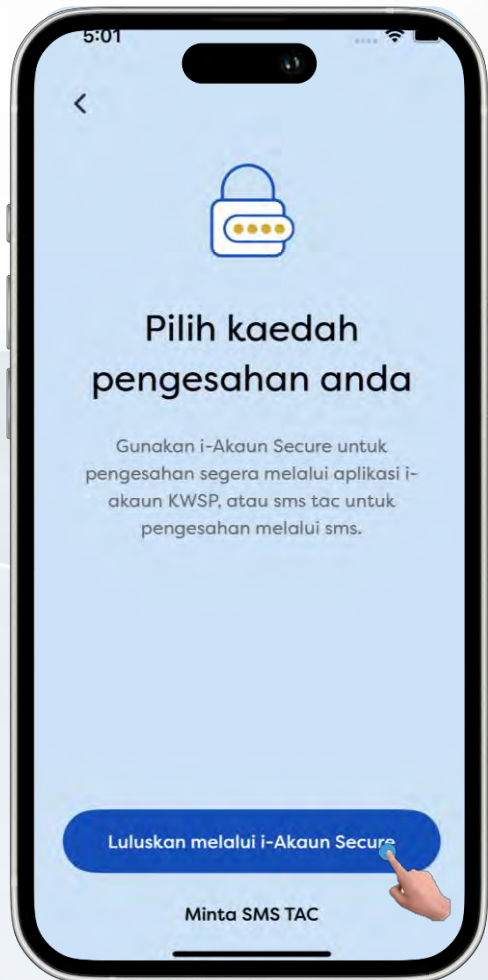 5:01
Pilih kaedah
pengesahan anda
Gunakan i-Akaun Secure untuk
pengesahan segera melalui aplikasi i-
akaun KWSP, atau sms tac untuk
pengesahan melalui sms.
Luluskan melalui i-Akaun Secure
Minta SMS TAC